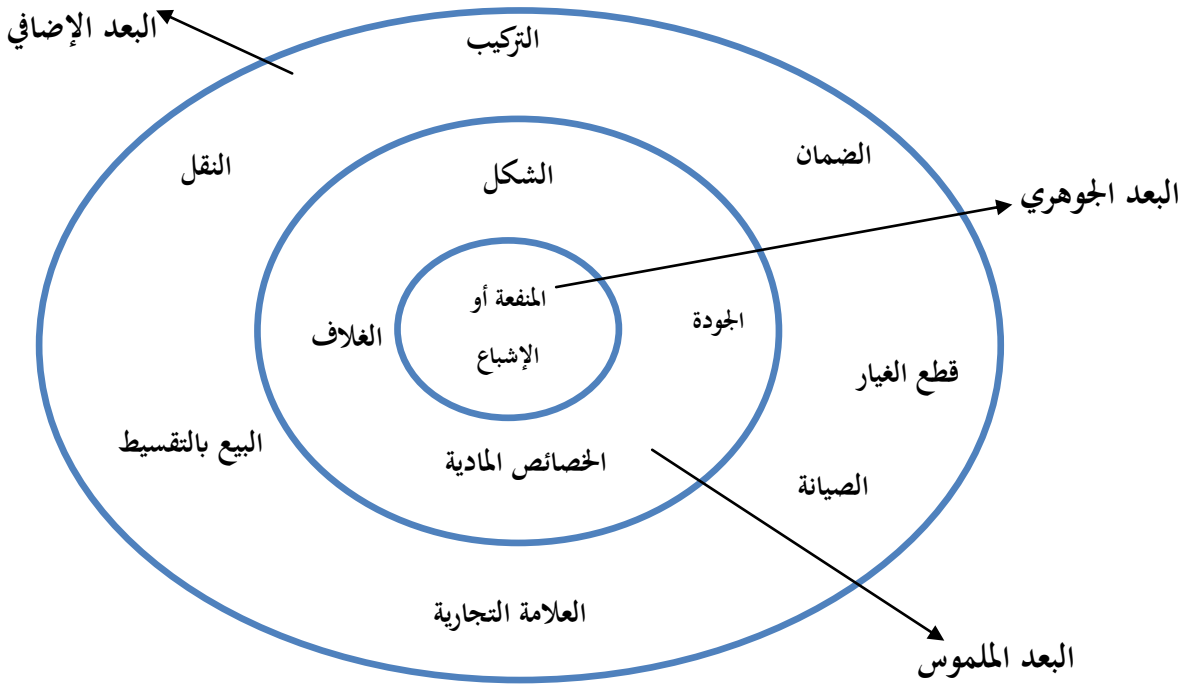 البعد الإضافي
التركيب
الضمان
النقل
الشكل
البعد الجوهري
المنفعة أو
الإشباع
الجودة
الغلاف
قطع الغيار
البيع بالتقسيط
الخصائص المادية
الصيانة
العلامة التجارية
البعد الملموس